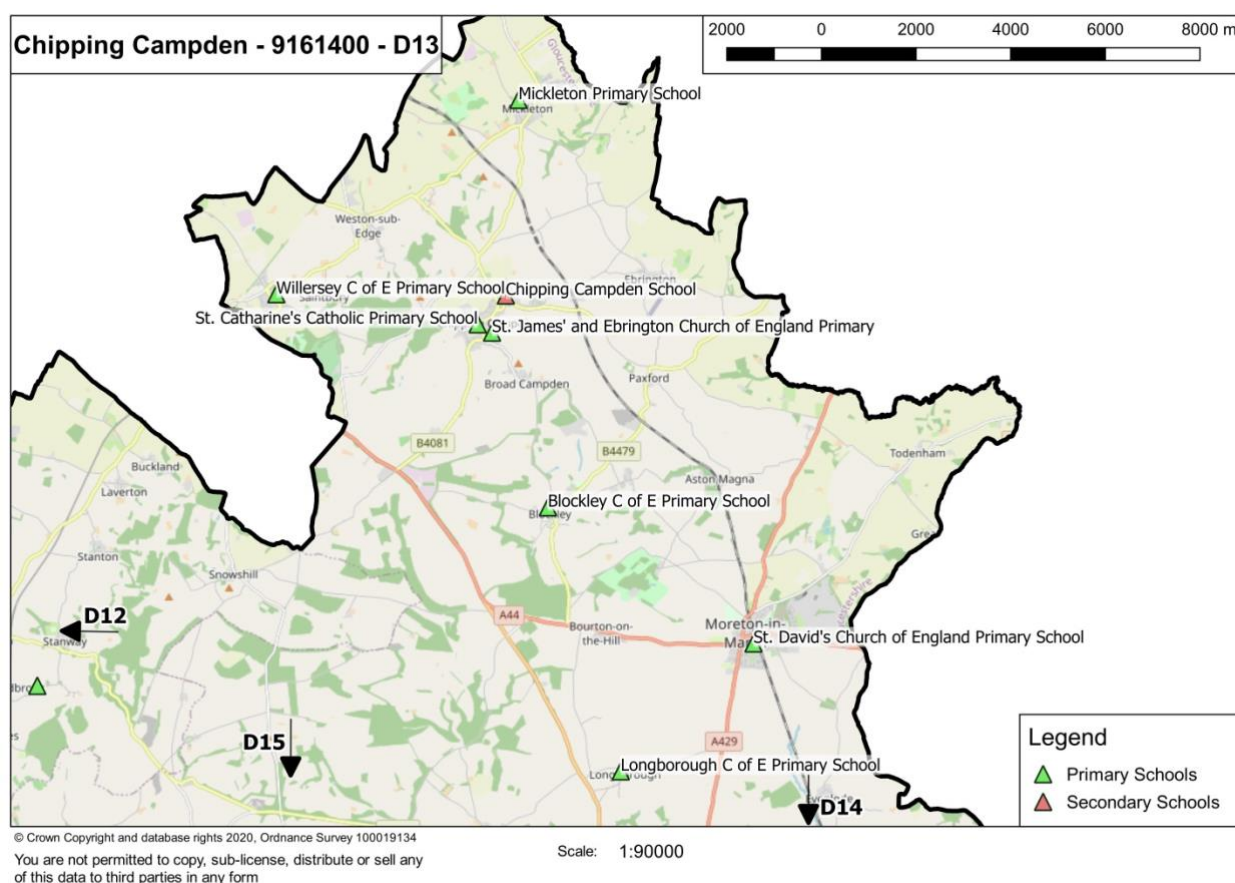 Chipping Campden - 9161400 - D13
2000 0 2000 4000 6000 8000 m
Mickleton Primary School
Mickleton
Weston-sub-
Edge
Ebrington
Willersey C of E Primary School
Chipping Campden School
Saintbury
St. Catharine's Catholic Primary School
St. James' and Ebrington Church of England Primary
Broad Campden
Paxford
B4081
B4479
Todenham
Buckland
Laverton
Aston Magna
Blockley C of E Primary School
Blockley
Stanton
Snowshill
D12
Stanway
A44
Bourton-on-
the-Hill
Moreton-in-
St. David's Church of England Primary School
D15
A429
Longborough C of E Primary School
Longborough
D14
Legend
Primary Schools
Secondary Schools
© Crown Copyright and database rights 2020, Ordnance Survey 100019134
You are not permitted to copy, sub-license, distribute or sell any
of this data to third parties in any form
Scale: 1:90000